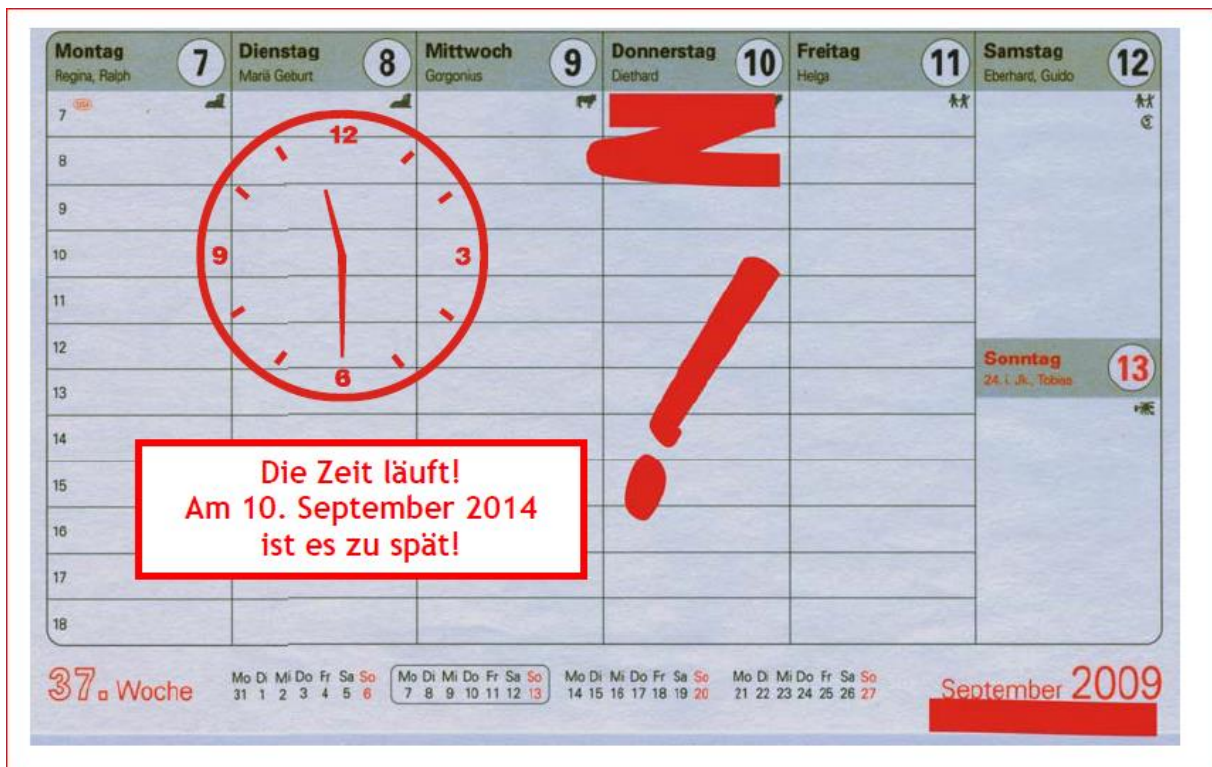 Montag 7 Dienstag 8 Mittwoch 9 Donnerstag 10 Freitag 11 Samstag 12
Regina, Ralph Mariä Geburt Gorgonius Diethard Helga Eberhard, Guido
7
8
9
10
11
12
13
14
15
16
17
18
12
3
6
9
Sonntag 13
24. i. Jk., Tobias
Die Zeit läuft!
Am 10. September 2014
ist es zu spät!
37. Woche
Mo Di Mi Do Fr Sa So
31 1 2 3 4 5 6
Mo Di Mi Do Fr Sa So
7 8 9 10 11 12 13
Mo Di Mi Do Fr Sa So
14 15 16 17 18 19 20
Mo Di Mi Do Fr Sa So
21 22 23 24 25 26 27
September 2009